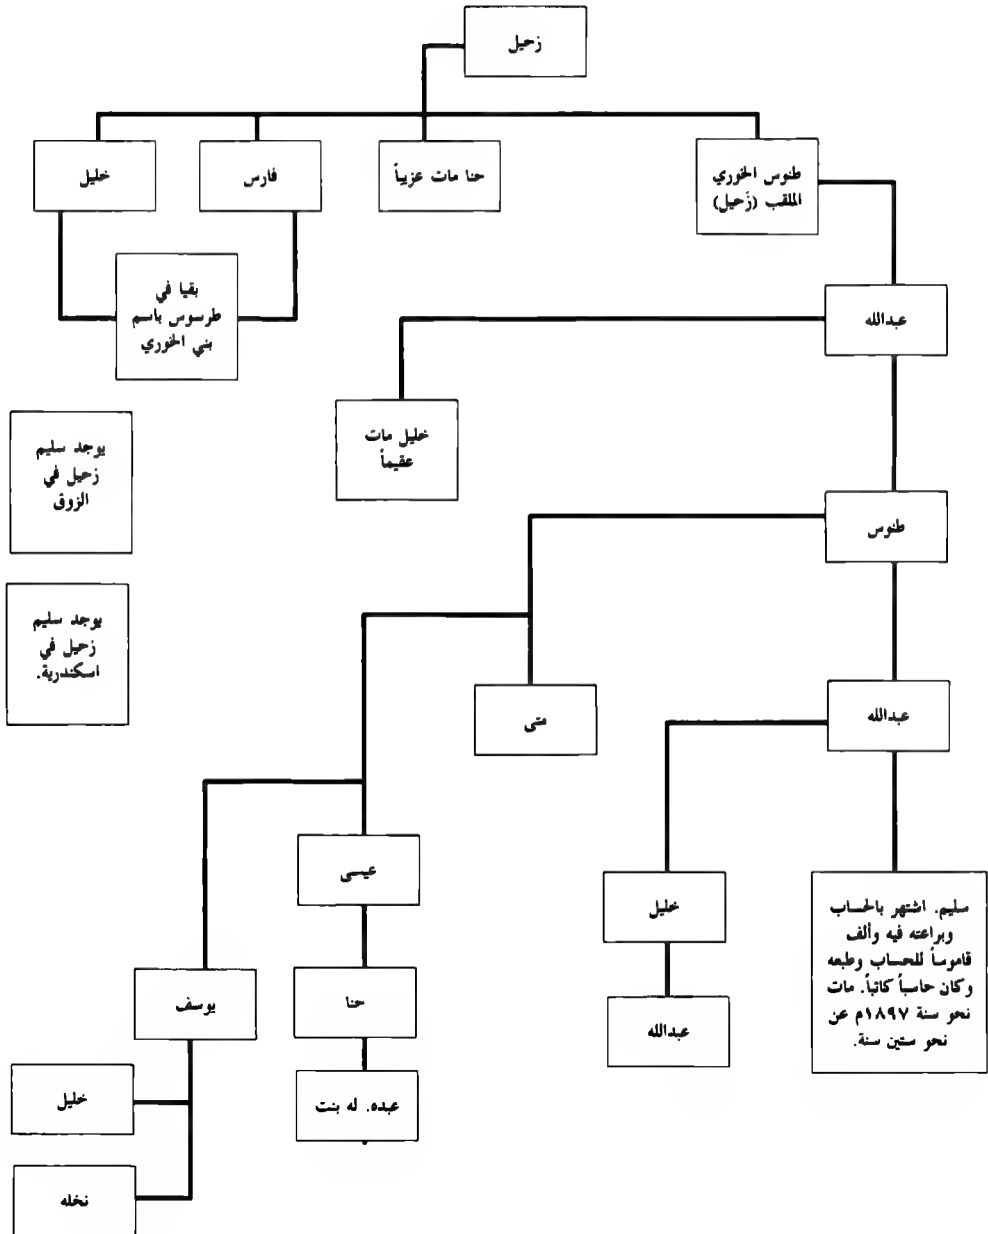 زحيل
طنوس الخوري
الملقب (زَحيل)
حنا مات عزيباً
فارس
خليل
بقيا في
طرسوس باسم
بني الخوري
عبدالله
خليل مات
عقيماً
يوجد سليم
زحيل في
الزوق
طنوس
يوجد سليم
زحيل في
اسكندرية.
عبدالله
متى
عيسى
خليل
سليم. اشتهر بالحساب
وبراعته فيه وألف
قاموساً للحساب وطبعه
وكان حاسباً كاتباً. مات
نحو سنة ١٨٩٧م عن
نحو ستين سنة.
يوسف
حنا
عبدالله
خليل
عبده. له بنت
نخله